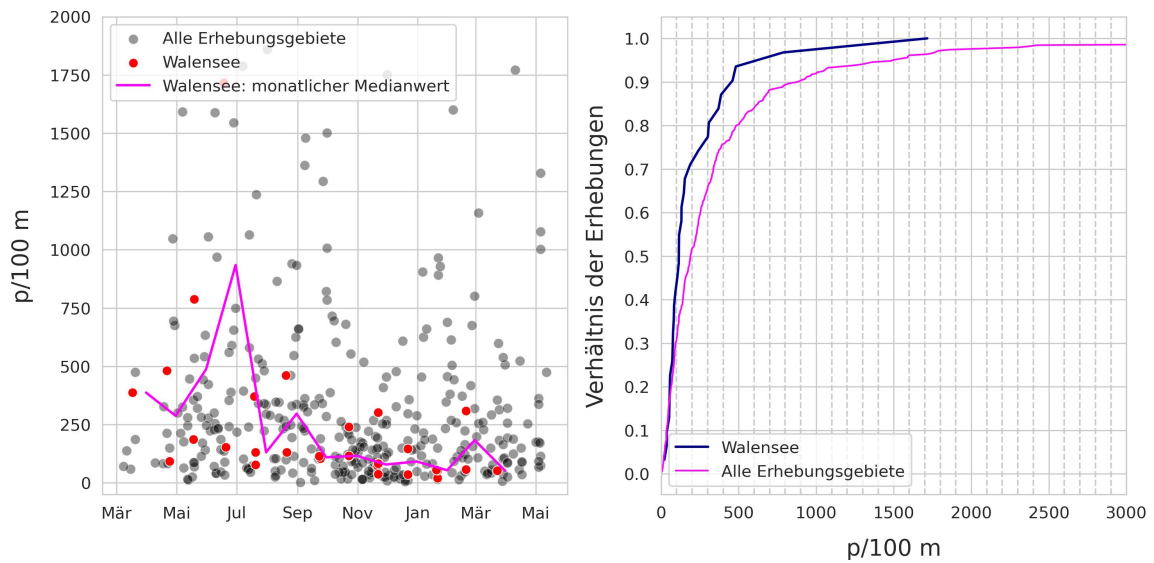 2000
1750
1500
1250
1000
750
500
250
0
p/100 m
Alle Erhebungsgebiete
Walensee
Walensee: monatlicher Medianwert
Mär Mai Jul Sep Nov Jan Mär Mai
1.0
0.9
0.8
0.7
0.6
0.5
0.4
0.3
0.2
0.1
0.0
Verhältnis der Erhebungen
Walensee
Alle Erhebungsgebiete
0 500 1000 1500 2000 2500 3000
p/100 m